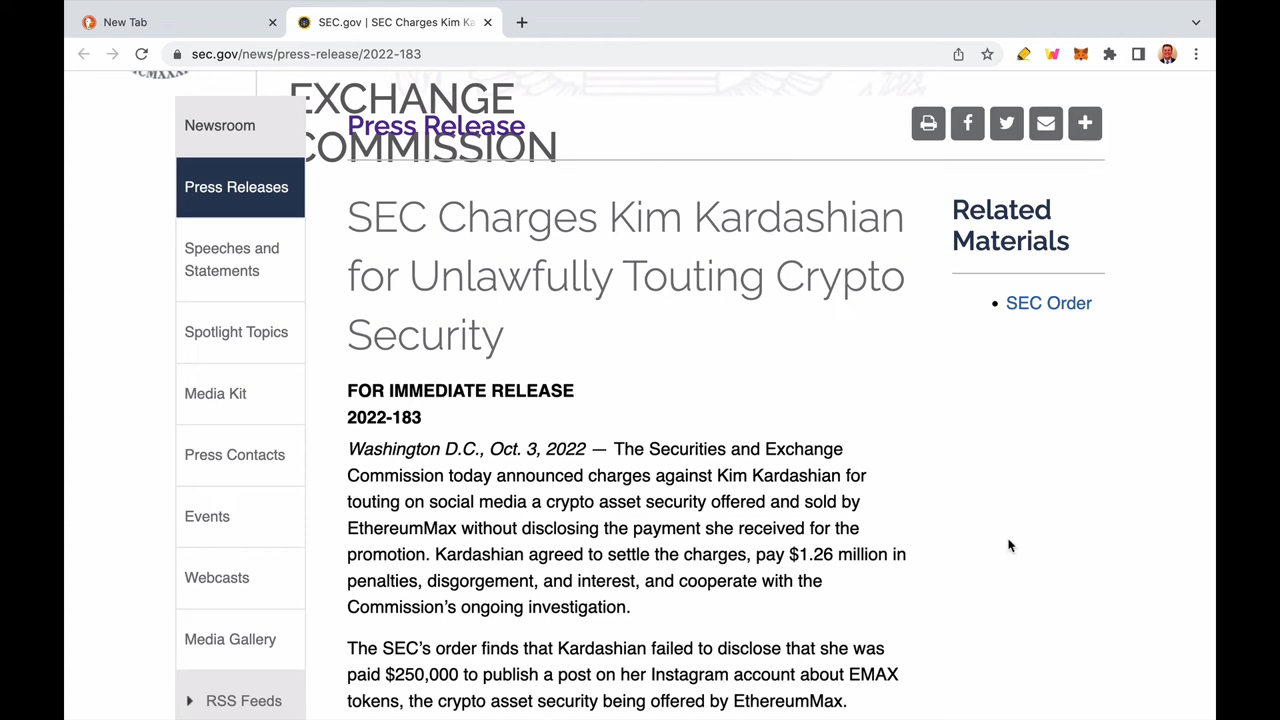 New Tab
SEC.gov | SEC Charges Kim Ka
sec.gov/news/press-release/2022-183
EXCHANGE
COMMISSION
Newsroom
Press Releases
Speeches and
Statements
Spotlight Topics
Media Kit
Press Contacts
Events
Webcasts
Media Gallery
RSS Feeds
Press Release
SEC Charges Kim Kardashian
for Unlawfully Touting Crypto
Security
FOR IMMEDIATE RELEASE
2022-183
Washington D.C., Oct. 3, 2022 — The Securities and Exchange
Commission today announced charges against Kim Kardashian for
touting on social media a crypto asset security offered and sold by
EthereumMax without disclosing the payment she received for the
promotion. Kardashian agreed to settle the charges, pay $1.26 million in
penalties, disgorgement, and interest, and cooperate with the
Commission's ongoing investigation.
The SEC's order finds that Kardashian failed to disclose that she was
paid $250,000 to publish a post on her Instagram account about EMAX
tokens, the crypto asset security being offered by EthereumMax.
Related
Materials
• SEC Order